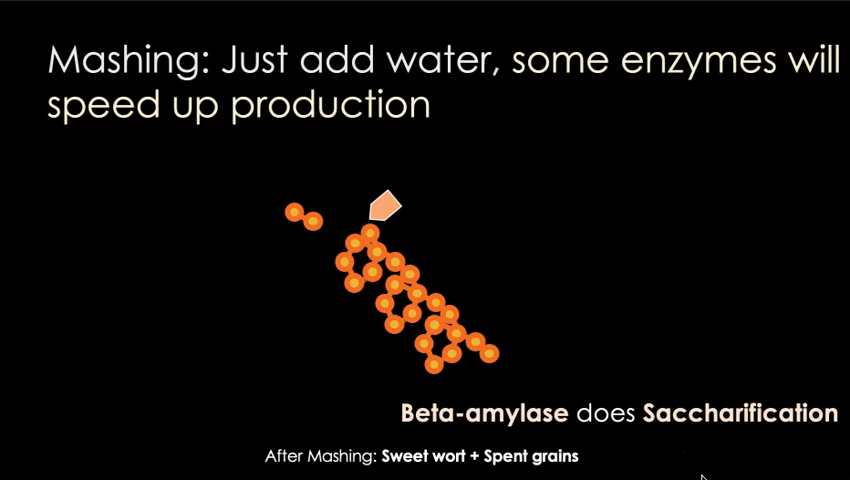 Mashing: Just add water, some enzymes will
speed up production
Beta-amylase does Saccharification
After Mashing: Sweet wort + Spent grains